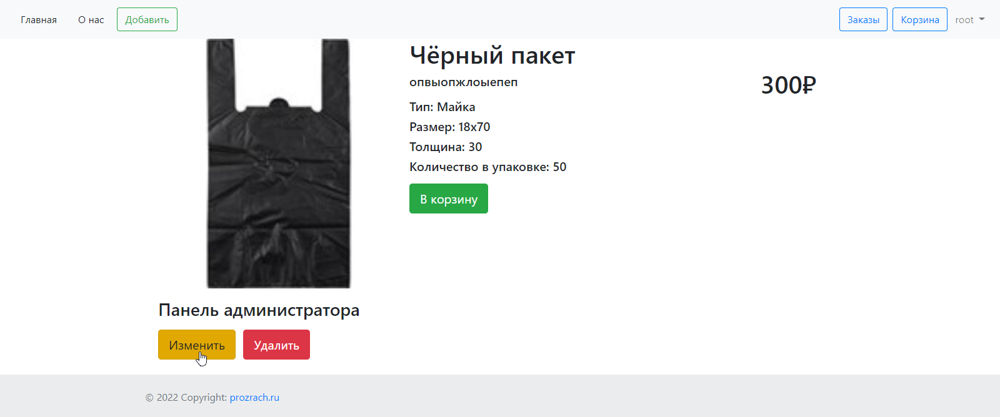 Главная О нас Добавить Заказы Корзина root
Чёрный пакет
опвыопжлоыепеп
300₽
Тип: Майка
Размер: 18х70
Толщина: 30
Количество в упаковке: 50
В корзину
Панель администратора
Изменить Удалить
© 2022 Copyright: prozrach.ru